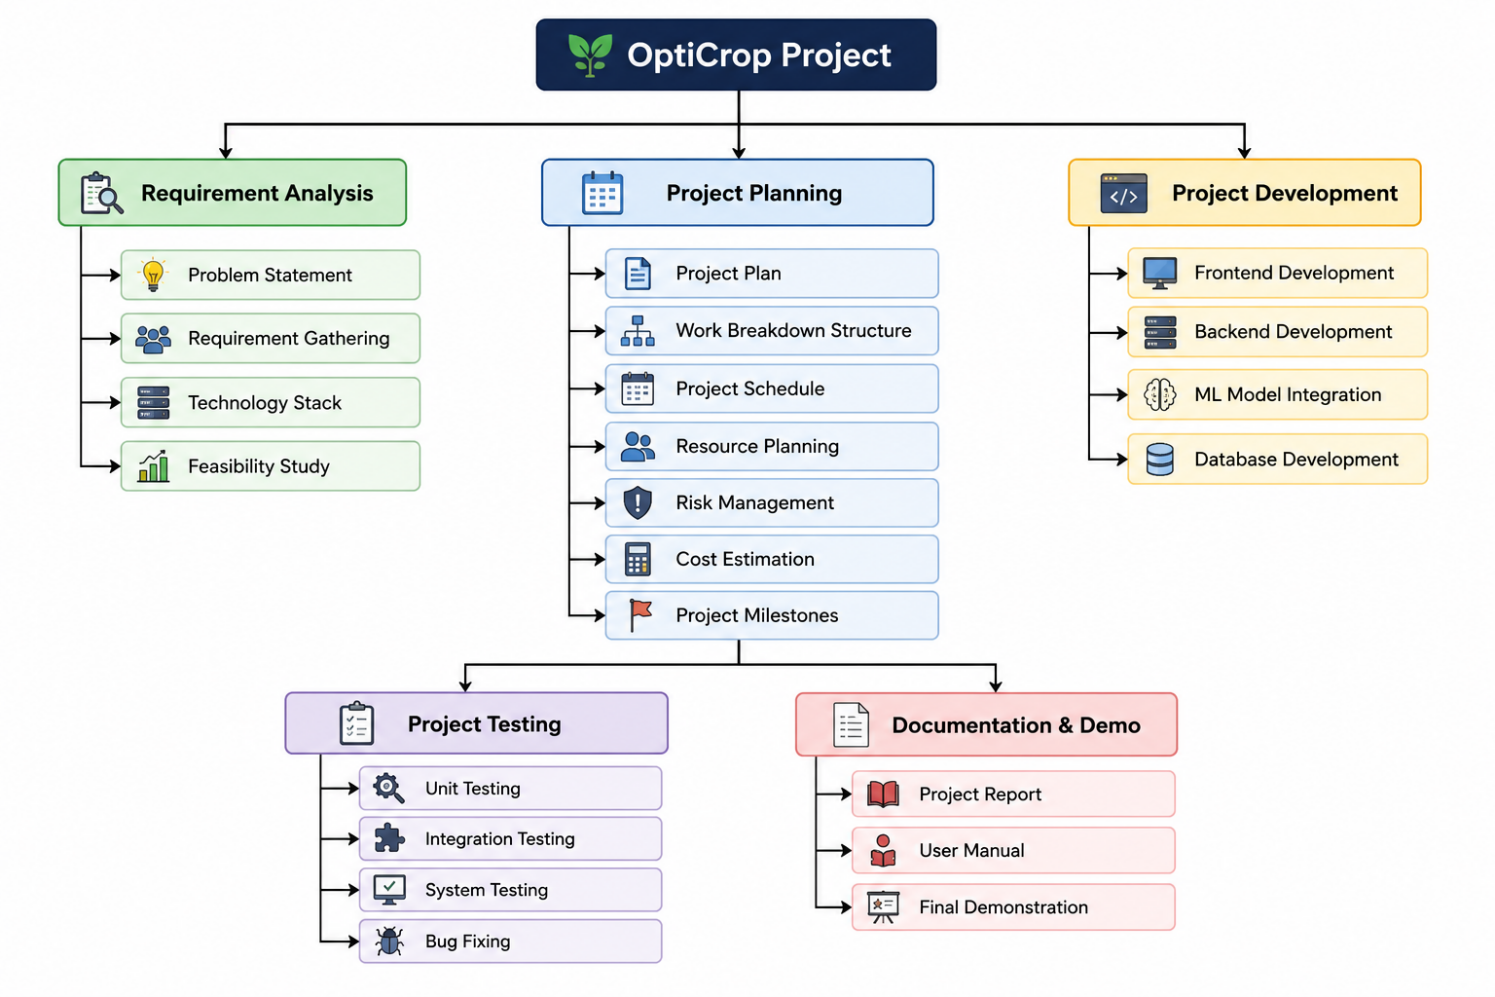 OptiCrop Project
Requirement Analysis
Problem Statement
Requirement Gathering
Technology Stack
Feasibility Study
Project Planning
Project Plan
Work Breakdown Structure
Project Schedule
Resource Planning
Risk Management
Cost Estimation
Project Milestones
</>
Project Development
Frontend Development
Backend Development
ML Model Integration
Database Development
Project Testing
Unit Testing
Integration Testing
System Testing
Bug Fixing
Documentation & Demo
Project Report
User Manual
Final Demonstration